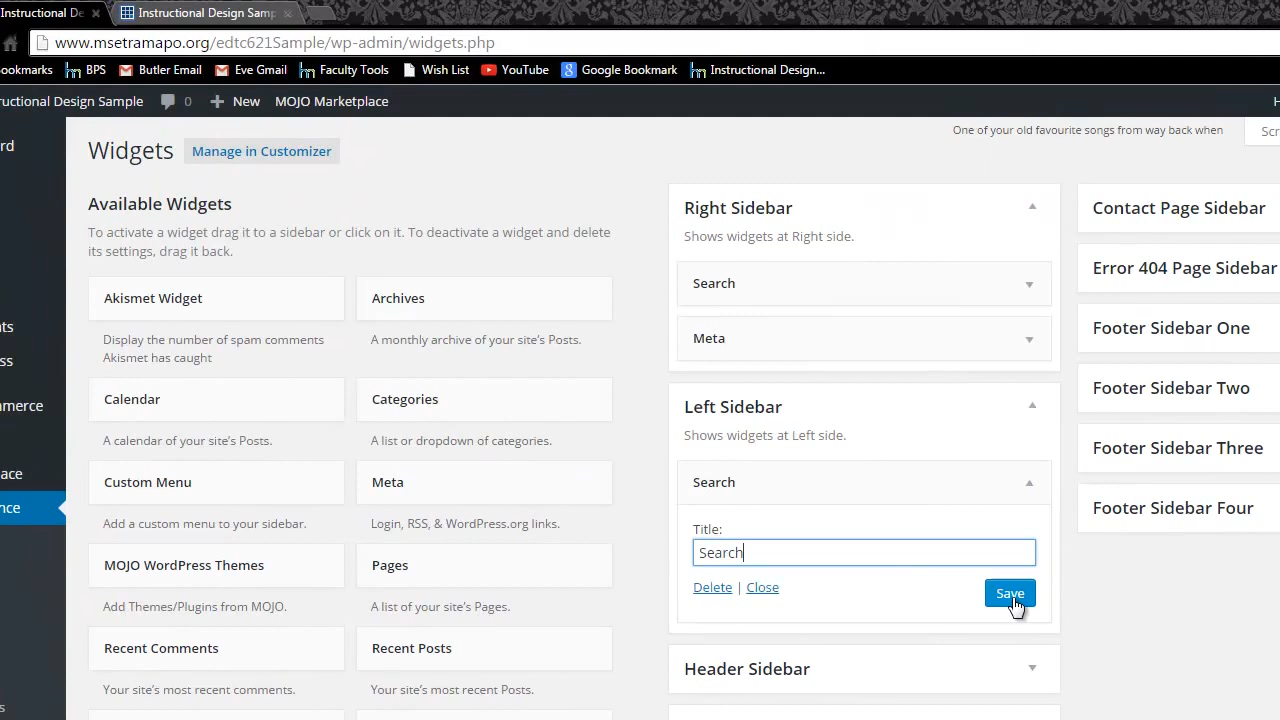 Instructional De
Instructional Design Samp
www.msetramapo.org/edtc621Sample/wp-admin/widgets.php
Bookmarks
BPS
Butler Email
Eve Gmail
Faculty Tools
Wish List
YouTube
Google Bookmark
Instructional Design...
ructional Design Sample
0
New
MOJO Marketplace
H
rd
nts
ss
merce
ace
nce
s
Widgets
Manage in Customizer
One of your old favourite songs from way back when
Scr
Available Widgets
To activate a widget drag it to a sidebar or click on it. To deactivate a widget and delete
its settings, drag it back.
Akismet Widget
Display the number of spam comments
Akismet has caught
Archives
A monthly archive of your site's Posts.
Calendar
A calendar of your site's Posts.
Categories
A list or dropdown of categories.
Custom Menu
Add a custom menu to your sidebar.
Meta
Login, RSS, & WordPress.org links.
MOJO WordPress Themes
Add Themes/Plugins from MOJO.
Pages
A list of your site's Pages.
Recent Comments
Your site's most recent comments.
Recent Posts
Your site's most recent Posts.
Right Sidebar
Shows widgets at Right side.
Search
Meta
Left Sidebar
Shows widgets at Left side.
Search
Title:
Search
Delete | Close
Save
Header Sidebar
Contact Page Sidebar
Error 404 Page Sidebar
Footer Sidebar One
Footer Sidebar Two
Footer Sidebar Three
Footer Sidebar Four